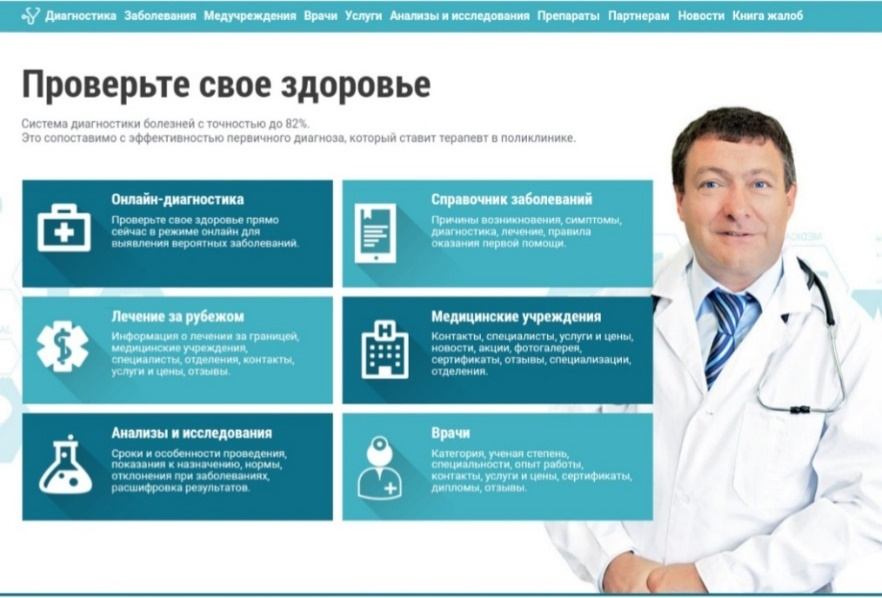 Диагностика Заболевания Медучреждения Врачи Услуги Анализы и исследования Препараты Партнерам Новости Книга жалоб
Проверьте свое здоровье
Система диагностики болезней с точностью до 82%.
Это сопоставимо с эффективностью первичного диагноза, который ставит терапевт в поликлинике.
Онлайн-диагностика
Проверьте свое здоровье прямо
сейчас в режиме онлайн для
выявления вероятных заболеваний.
Справочник заболеваний
Причины возникновения, симптомы,
диагностика, лечение, правила
оказания первой помощи.
Лечение за рубежом
Информация о лечении за границей,
медицинские учреждения,
специалисты, отделения, контакты,
услуги и цены, отзывы.
Медицинские учреждения
Контакты, специалисты, услуги и цены,
новости, акции, фотогалерея,
сертификаты, отзывы, специализации,
отделения.
Анализы и исследования
Сроки и особенности проведения,
показания к назначению, нормы,
отклонения при заболеваниях,
расшифровка результатов.
Врачи
Категория, ученая степень,
специальности, опыт работы,
контакты, услуги и цены, сертификаты,
дипломы, отзывы.